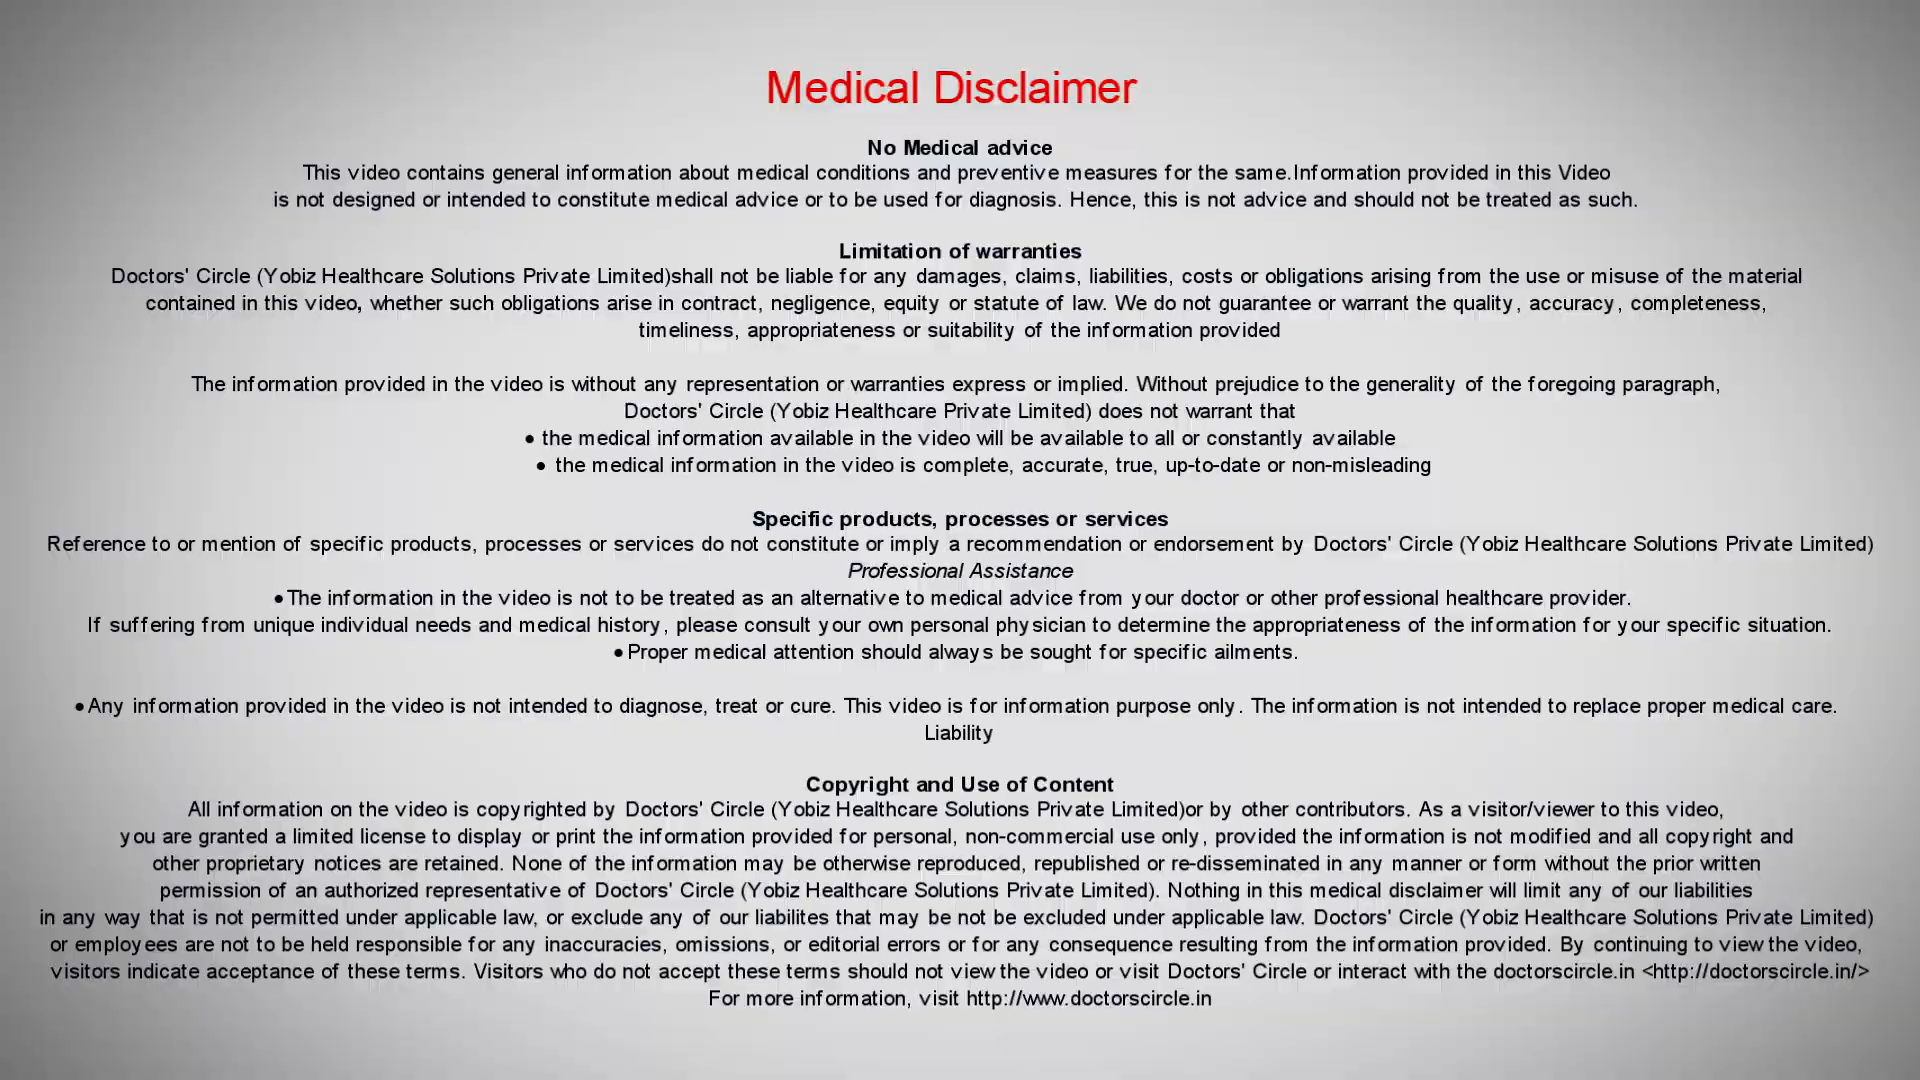 Medical Disclaimer
No Medical advice
This video contains general information about medical conditions and preventive measures for the same.Information provided in this Video
is not designed or intended to constitute medical advice or to be used for diagnosis. Hence, this is not advice and should not be treated as such.
Limitation of warranties
Doctors' Circle (Yobiz Healthcare Solutions Private Limited)shall not be liable for any damages, claims, liabilities, costs or obligations arising from the use or misuse of the material
contained in this video, whether such obligations arise in contract, negligence, equity or statute of law. We do not guarantee or warrant the quality, accuracy, completeness,
timeliness, appropriateness or suitability of the information provided
The information provided in the video is without any representation or warranties express or implied. Without prejudice to the generality of the foregoing paragraph,
Doctors' Circle (Yobiz Healthcare Private Limited) does not warrant that
• the medical information available in the video will be available to all or constantly available
• the medical information in the video is complete, accurate, true, up-to-date or non-misleading
Specific products, processes or services
Reference to or mention of specific products, processes or services do not constitute or imply a recommendation or endorsement by Doctors' Circle (Yobiz Healthcare Solutions Private Limited)
Professional Assistance
•The information in the video is not to be treated as an alternative to medical advice from your doctor or other professional healthcare provider.
If suffering from unique individual needs and medical history, please consult your own personal physician to determine the appropriateness of the information for your specific situation.
•Proper medical attention should always be sought for specific ailments.
•Any information provided in the video is not intended to diagnose, treat or cure. This video is for information purpose only. The information is not intended to replace proper medical care.
Liability
Copyright and Use of Content
All information on the video is copyrighted by Doctors' Circle (Yobiz Healthcare Solutions Private Limited)or by other contributors. As a visitor/viewer to this video,
you are granted a limited license to display or print the information provided for personal, non-commercial use only, provided the information is not modified and all copyright and
other proprietary notices are retained. None of the information may be otherwise reproduced, republished or re-disseminated in any manner or form without the prior written
permission of an authorized representative of Doctors' Circle (Yobiz Healthcare Solutions Private Limited). Nothing in this medical disclaimer will limit any of our liabilities
in any way that is not permitted under applicable law, or exclude any of our liabilites that may be not be excluded under applicable law. Doctors' Circle (Yobiz Healthcare Solutions Private Limited)
or employees are not to be held responsible for any inaccuracies, omissions, or editorial errors or for any consequence resulting from the information provided. By continuing to view the video,
visitors indicate acceptance of these terms. Visitors who do not accept these terms should not view the video or visit Doctors' Circle or interact with the doctorscircle.in <http://doctorscircle.in/>
For more information, visit http://www.doctorscircle.in